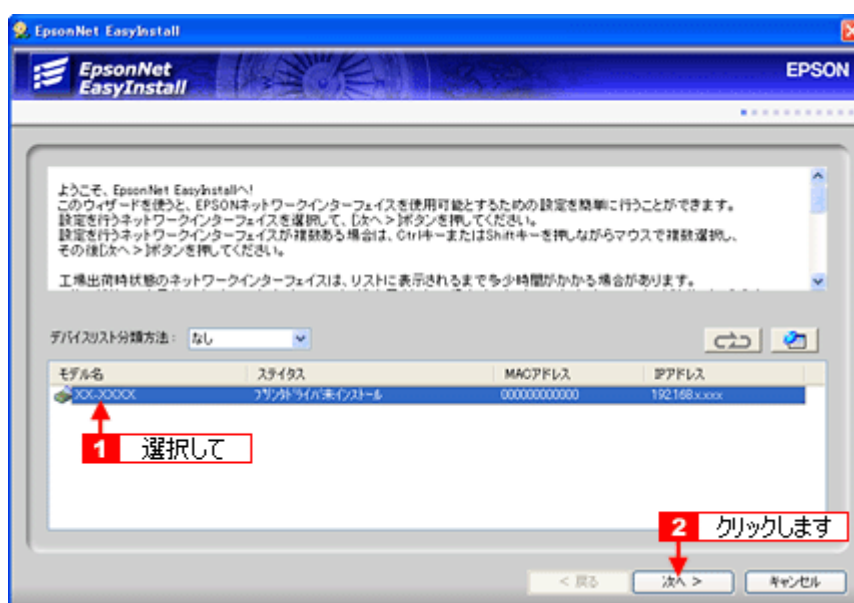 EpsonNet EasyInstall
EpsonNet
EasyInstall
EPSON
ようこそ、EpsonNet EasyInstallへ!
このウィザードを使うと、EPSONネットワークインターフェイスを使用可能とするための設定を簡単に行うことができます。
設定を行うネットワークインターフェイスを選択して、[次へ >]ボタンを押してください。
設定を行うネットワークインターフェイスが複数ある場合は、CtrlキーまたはShiftキーを押しながらマウスで複数選択し、
その後[次へ >]ボタンを押してください。
工場出荷時状態のネットワークインターフェイスは、リストに表示されるまで多少時間がかかる場合があります。
デバイスリスト分類方法: なし
モデル名 ステイタス MACアドレス IPアドレス
XX-XXXX プリンタドライバ未インストール 000000000000 192.168.x.xxx
1 選択して
2 クリックします
< 戻る 次へ > キャンセル